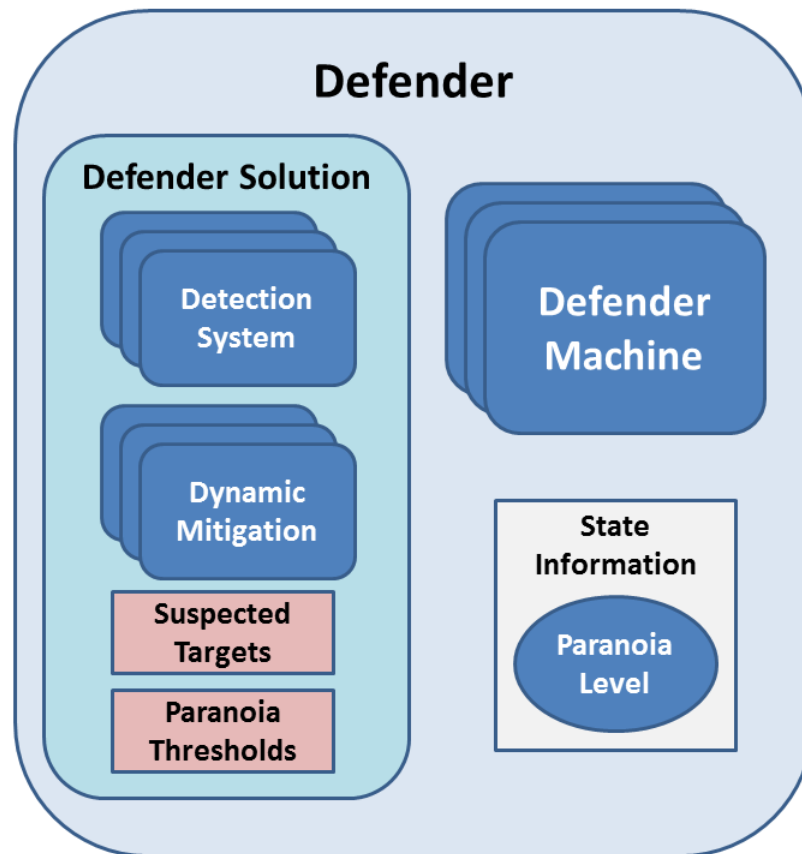 Defender
Defender Solution
Detection
System
Dynamic
Mitigation
Suspected
Targets
Paranoia
Thresholds
Defender
Machine
State
Information
Paranoia
Level